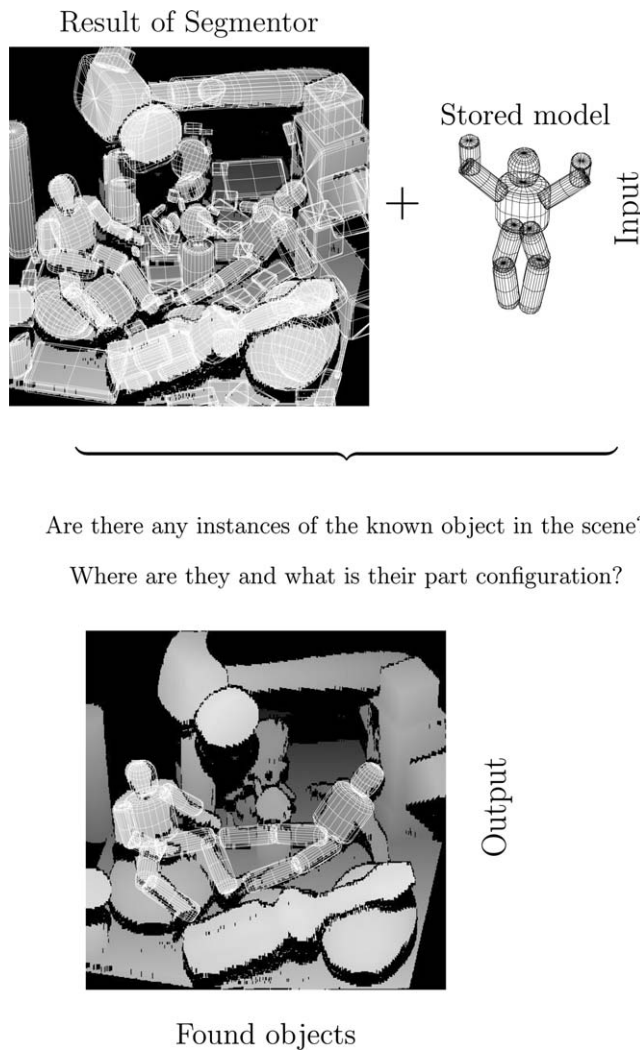 Result of Segmentor
Stored model
+
Input
Are there any instances of the known object in the scene?
Where are they and what is their part configuration?
Output
Found objects